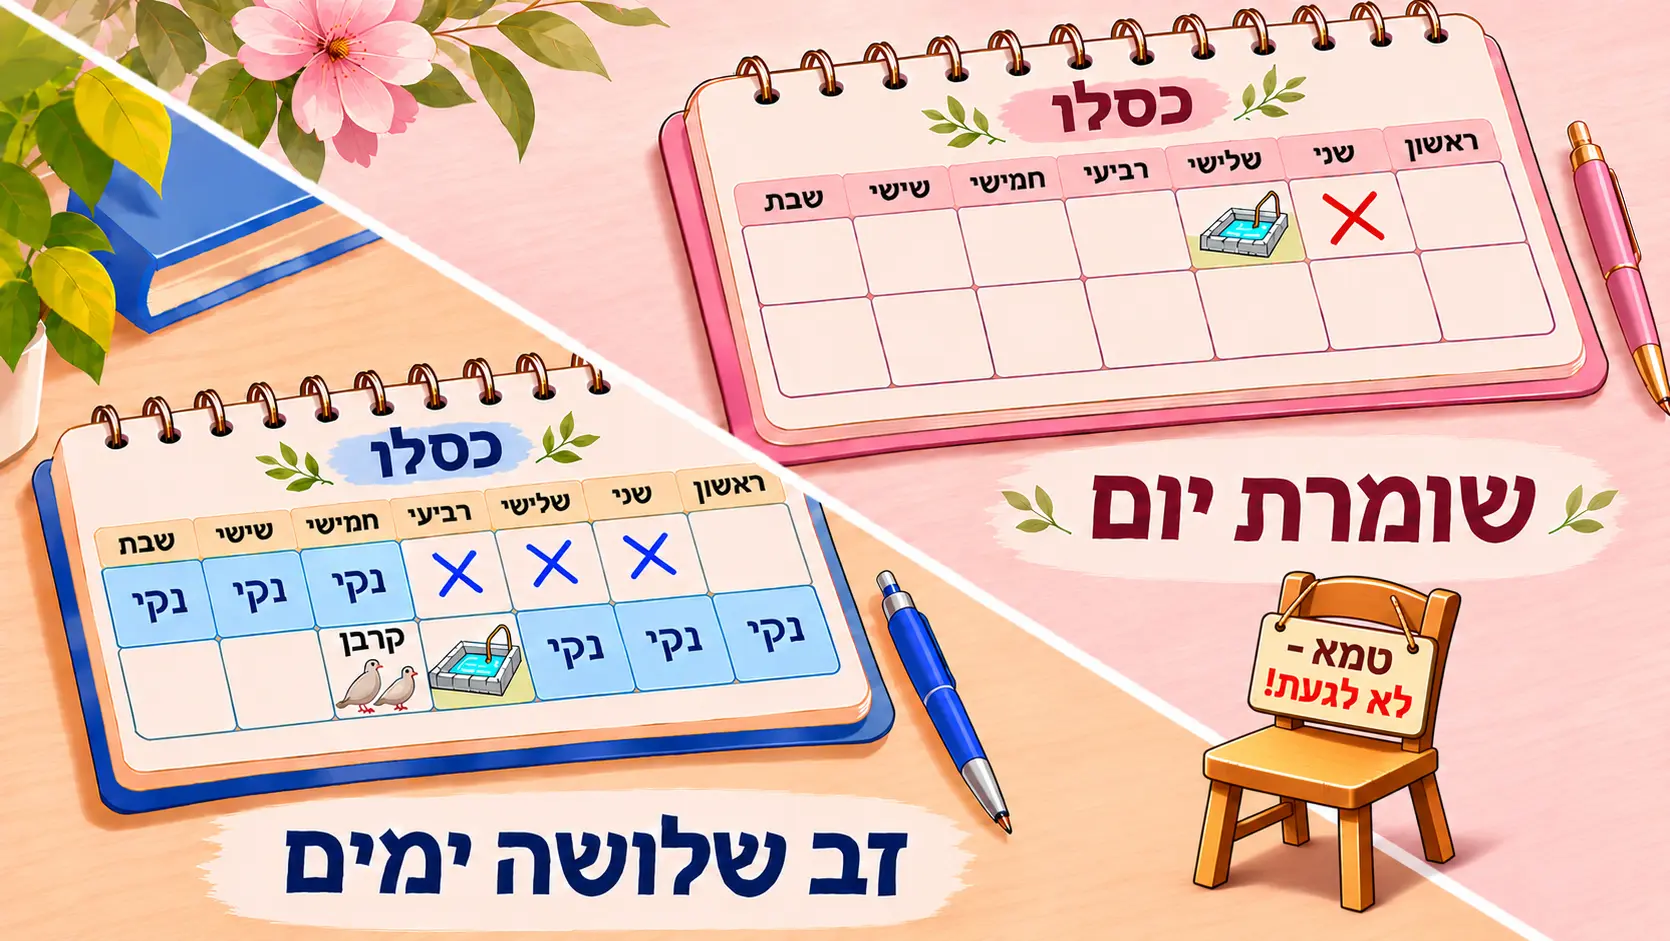 כסלו
ראשון שני שלישי רביעי חמישי שישי שבת
שומרת יום
כסלו
ראשון שני שלישי רביעי חמישי שישי שבת
נקי נקי נקי
נקי נקי נקי קרבן
זב שלושה ימים
טמא -
לא לגעת!